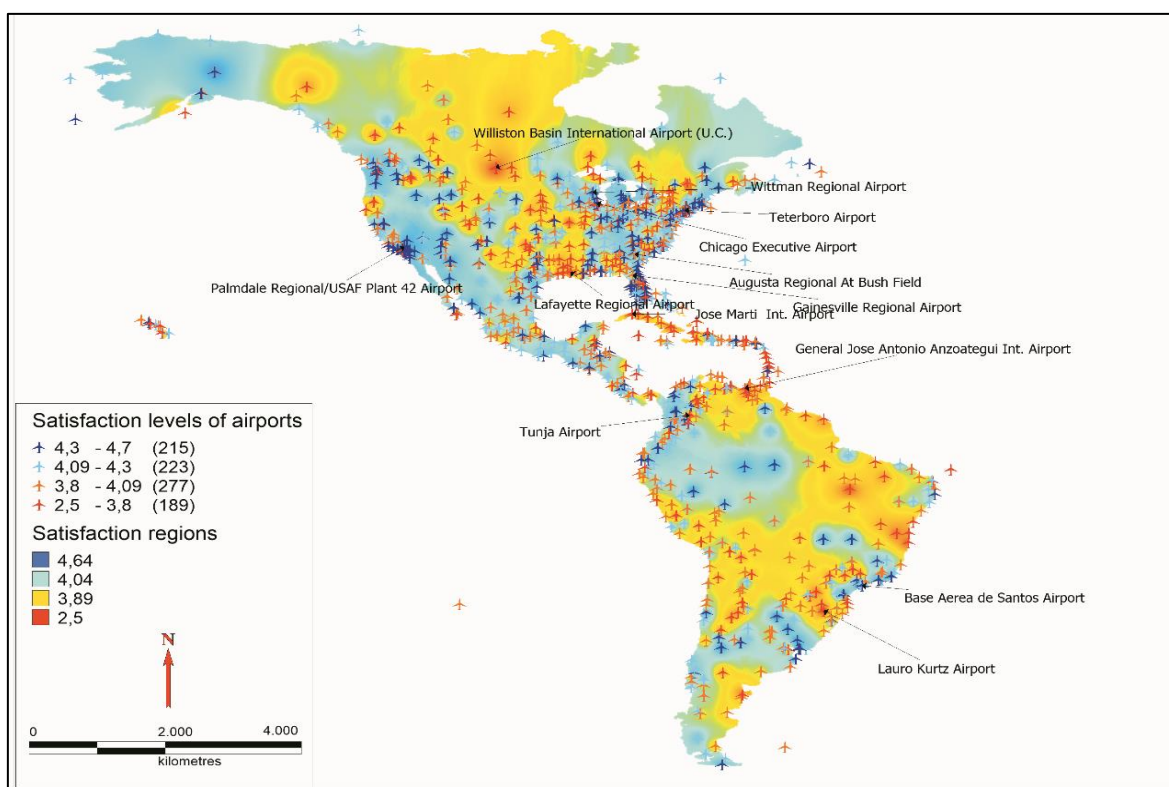 Williston Basin International Airport (U.C.)
Wittman Regional Airport
Teterboro Airport
Chicago Executive Airport
Palmdale Regional/USAF Plant 42 Airport
Augusta Regional At Bush Field
Lafayette Regional Airport
Gainesville Regional Airport
Jose Marti Int. Airport
General Jose Antonio Anzoategui Int. Airport
Tunja Airport
Base Aerea de Santos Airport
Lauro Kurtz Airport
Satisfaction levels of airports
4,3 - 4,7 (215)
4,09 - 4,3 (223)
3,8 - 4,09 (277)
2,5 - 3,8 (189)
Satisfaction regions
4,64
4,04
3,89
2,5
N
0 2.000 4.000
kilometres